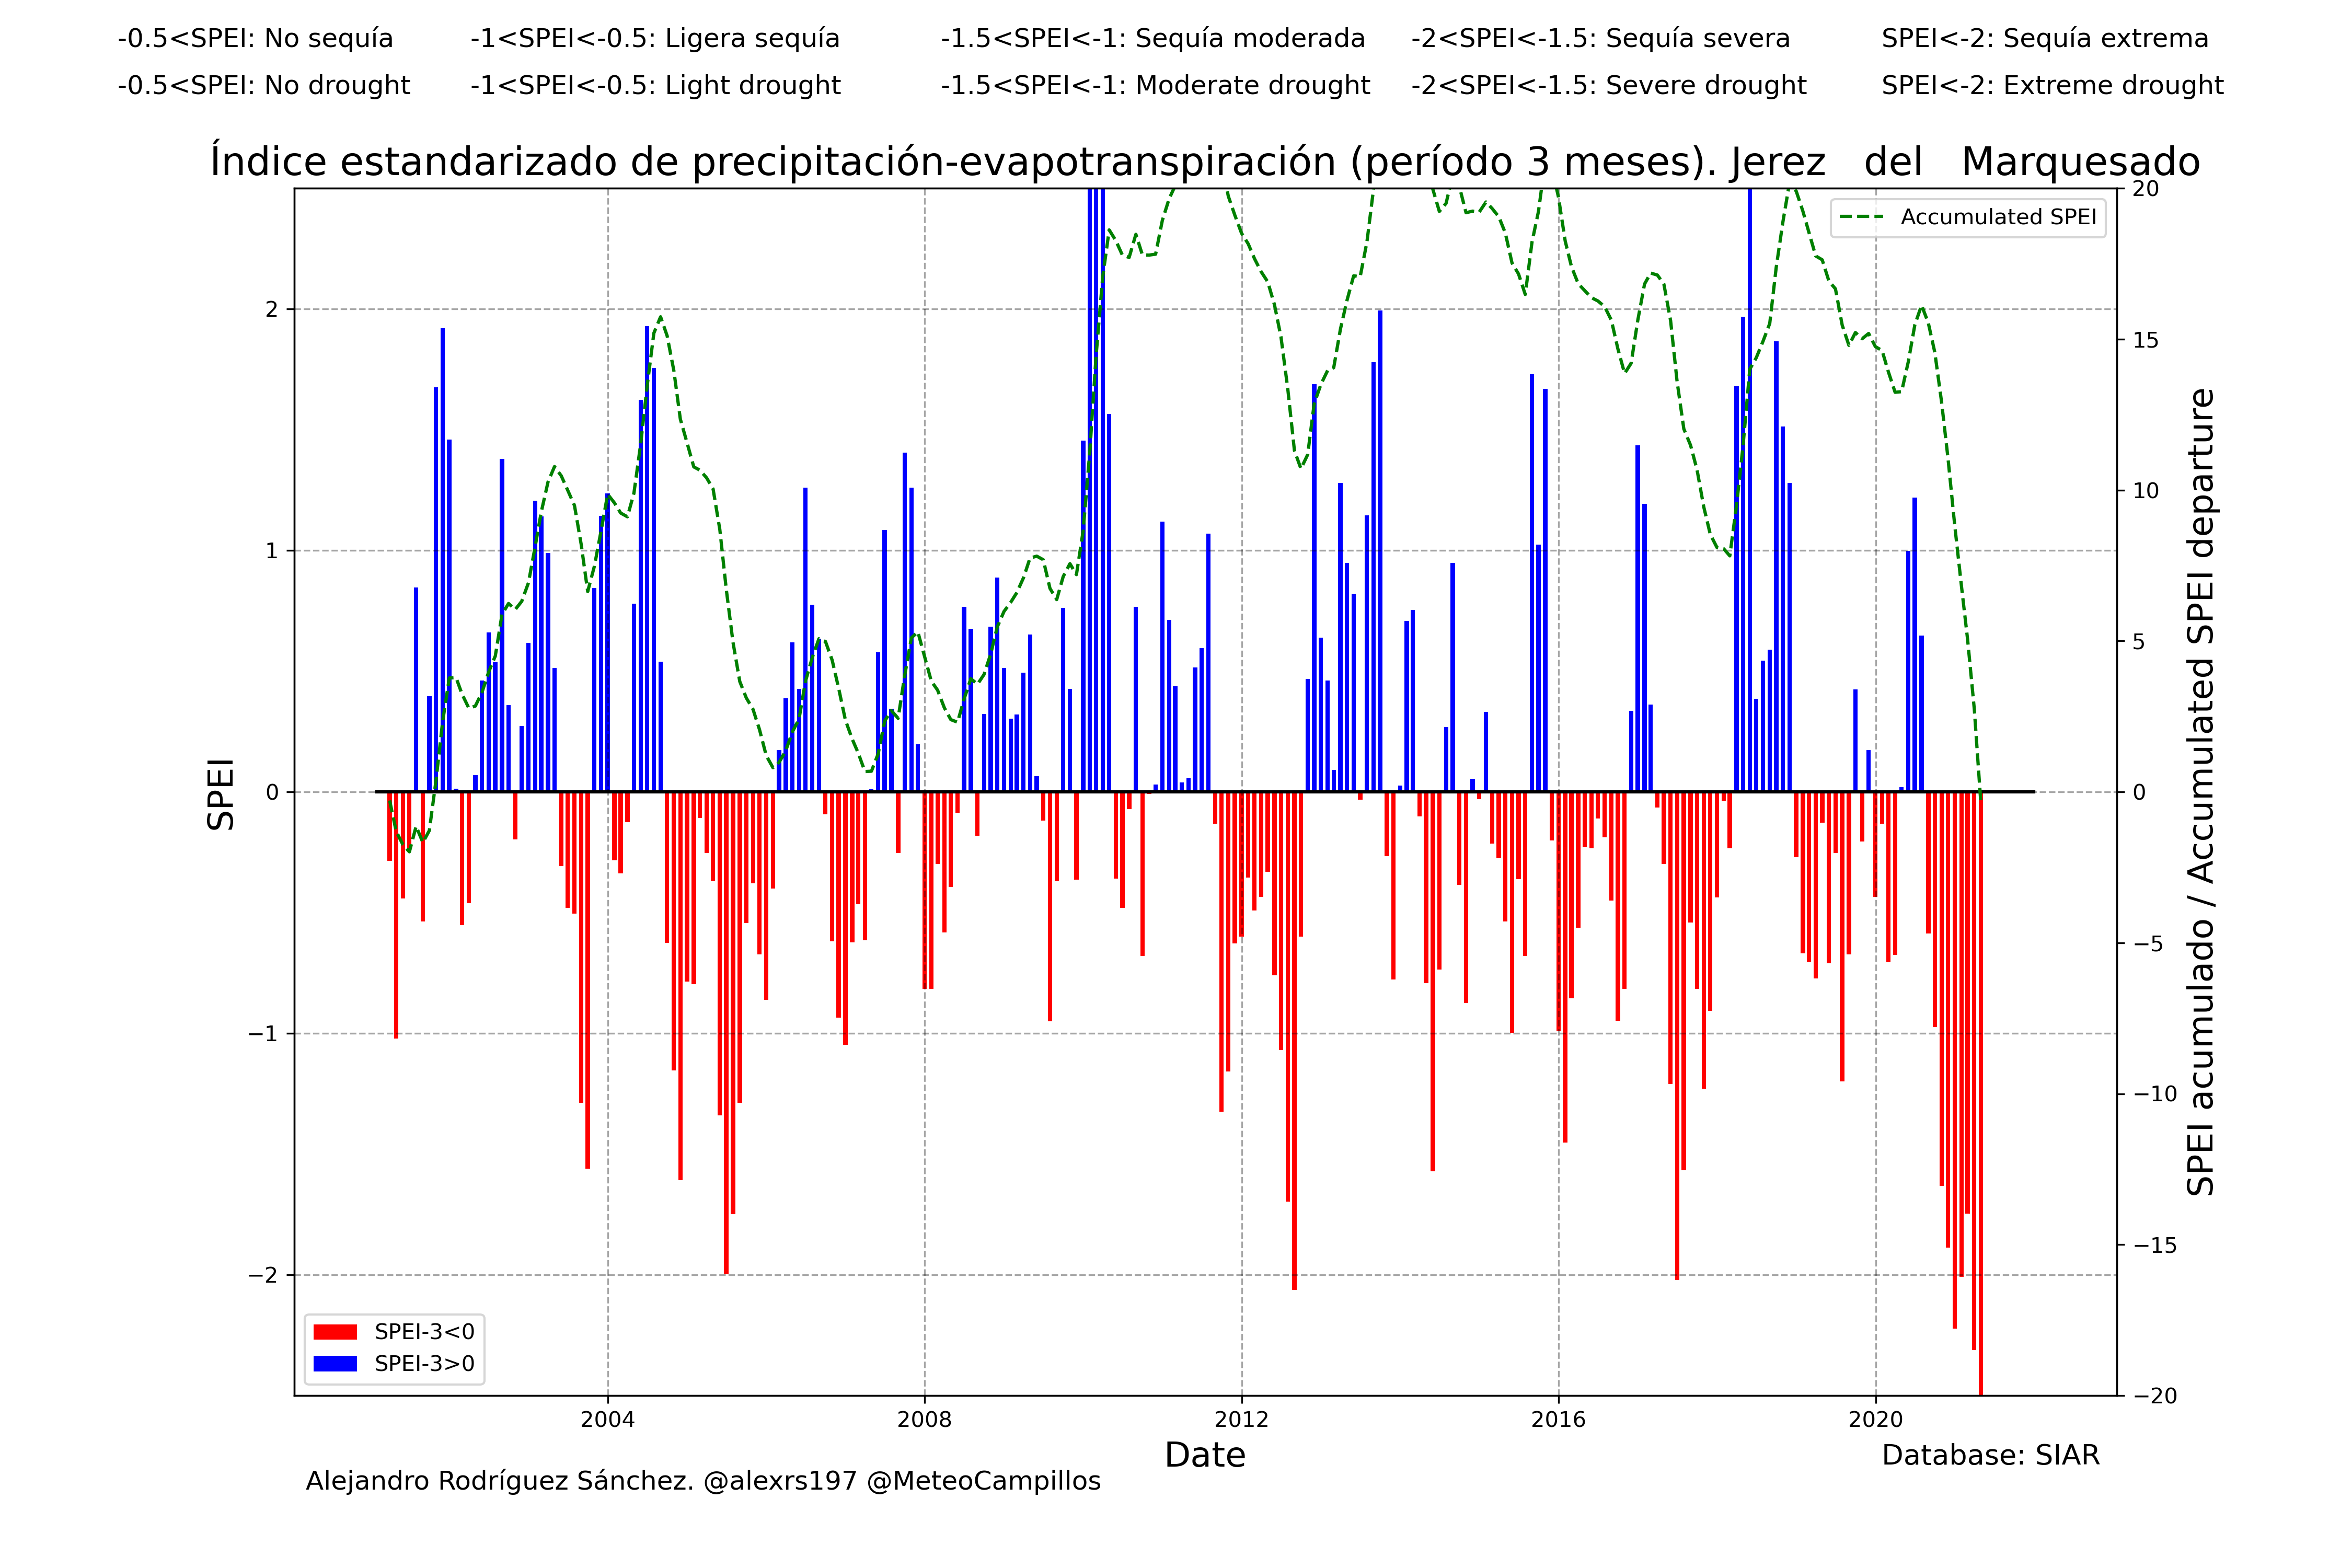 -0.5<SPEI: No sequía -1<SPEI<-0.5: Ligera sequía -1.5<SPEI<-1: Sequía moderada -2<SPEI<-1.5: Sequía severa SPEI<-2: Sequía extrema
-0.5<SPEI: No drought -1<SPEI<-0.5: Light drought -1.5<SPEI<-1: Moderate drought -2<SPEI<-1.5: Severe drought SPEI<-2: Extreme drought
Índice estandarizado de precipitación-evapotranspiración (período 3 meses). Jerez del Marquesado
Accumulated SPEI
SPEI
2
1
0
−1
−2
20
15
10
5
0
−5
−10
−15
−20
SPEI acumulado / Accumulated SPEI departure
SPEI-3<0
SPEI-3>0
2004 2008 2012 2016 2020
Date
Database: SIAR
Alejandro Rodríguez Sánchez. @alexrs197 @MeteoCampillos